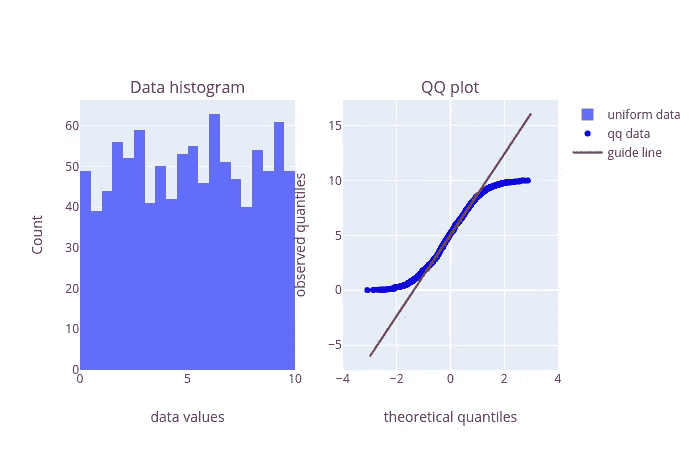 Data histogram
QQ plot
uniform data
qq data
guide line
60
50
40
30
20
10
0
Count
0
5
10
data values
15
10
5
0
−5
observed quantiles
−4
−2
0
2
4
theoretical quantiles